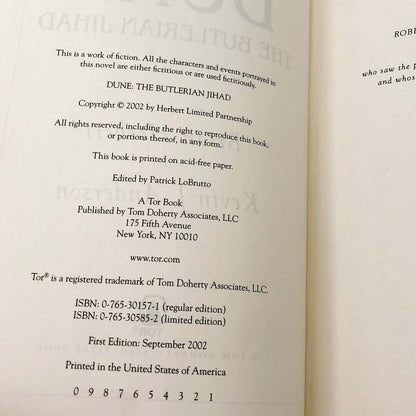 This is a work of fiction. All the characters and events portrayed in
this novel are either fictitious or are used fictitiously.
DUNE: THE BUTLERIAN JIHAD
Copyright © 2002 by Herbert Limited Partnership
All rights reserved, including the right to reproduce this book,
or portions thereof, in any form.
This book is printed on acid-free paper.
Edited by Patrick LoBrutto
A Tor Book
Published by Tom Doherty Associates, LLC
175 Fifth Avenue
New York, NY 10010
www.tor.com
Tor® is a registered trademark of Tom Doherty Associates, LLC.
ISBN: 0-765-30157-1 (regular edition)
ISBN: 0-765-30585-2 (limited edition)
First Edition: September 2002
Printed in the United States of America
0 9 8 7 6 5 4 3 2 1
ROBE
who saw the p
and whos